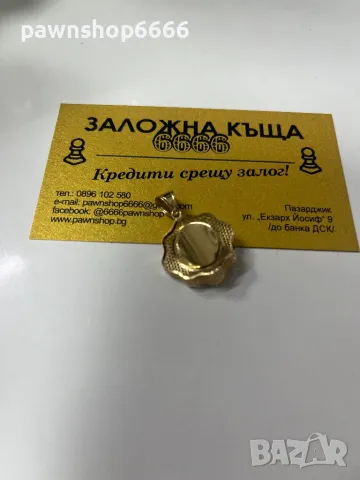 pawnshop6666
ЗАЛОЖНА КЪЩА
6666
Кредити срещу залог!
тел.: 0896 102 580
e-mail: pawnshop6666@
facebook: @6666pawnshop
www.pawnshop.bg
Пазарджик
ул. „Екзарх Йосиф" 9
/до банка ДСК/
BAZAR